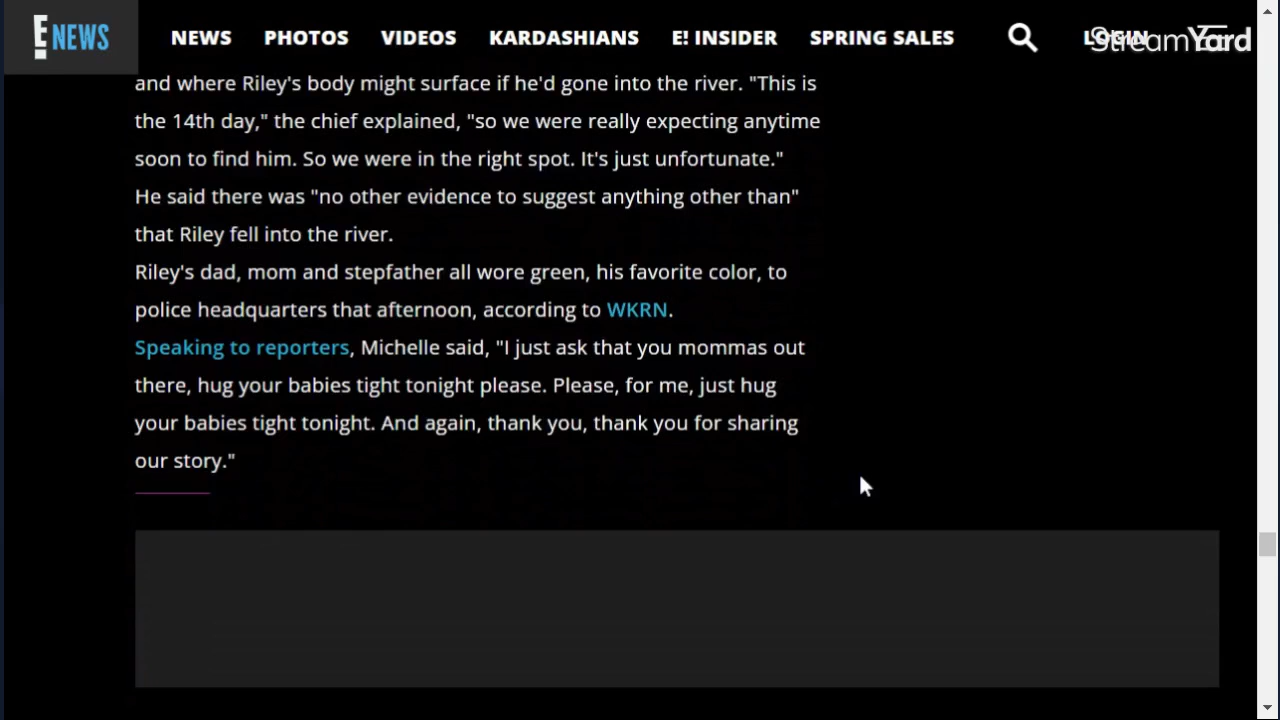 E! NEWS
NEWS PHOTOS VIDEOS KARDASHIANS E! INSIDER SPRING SALES LOGIN
StreamYard
and where Riley's body might surface if he'd gone into the river. "This is
the 14th day," the chief explained, "so we were really expecting anytime
soon to find him. So we were in the right spot. It's just unfortunate."
He said there was "no other evidence to suggest anything other than"
that Riley fell into the river.
Riley's dad, mom and stepfather all wore green, his favorite color, to
police headquarters that afternoon, according to WKRN.
Speaking to reporters, Michelle said, "I just ask that you mommas out
there, hug your babies tight tonight please. Please, for me, just hug
your babies tight tonight. And again, thank you, thank you for sharing
our story."